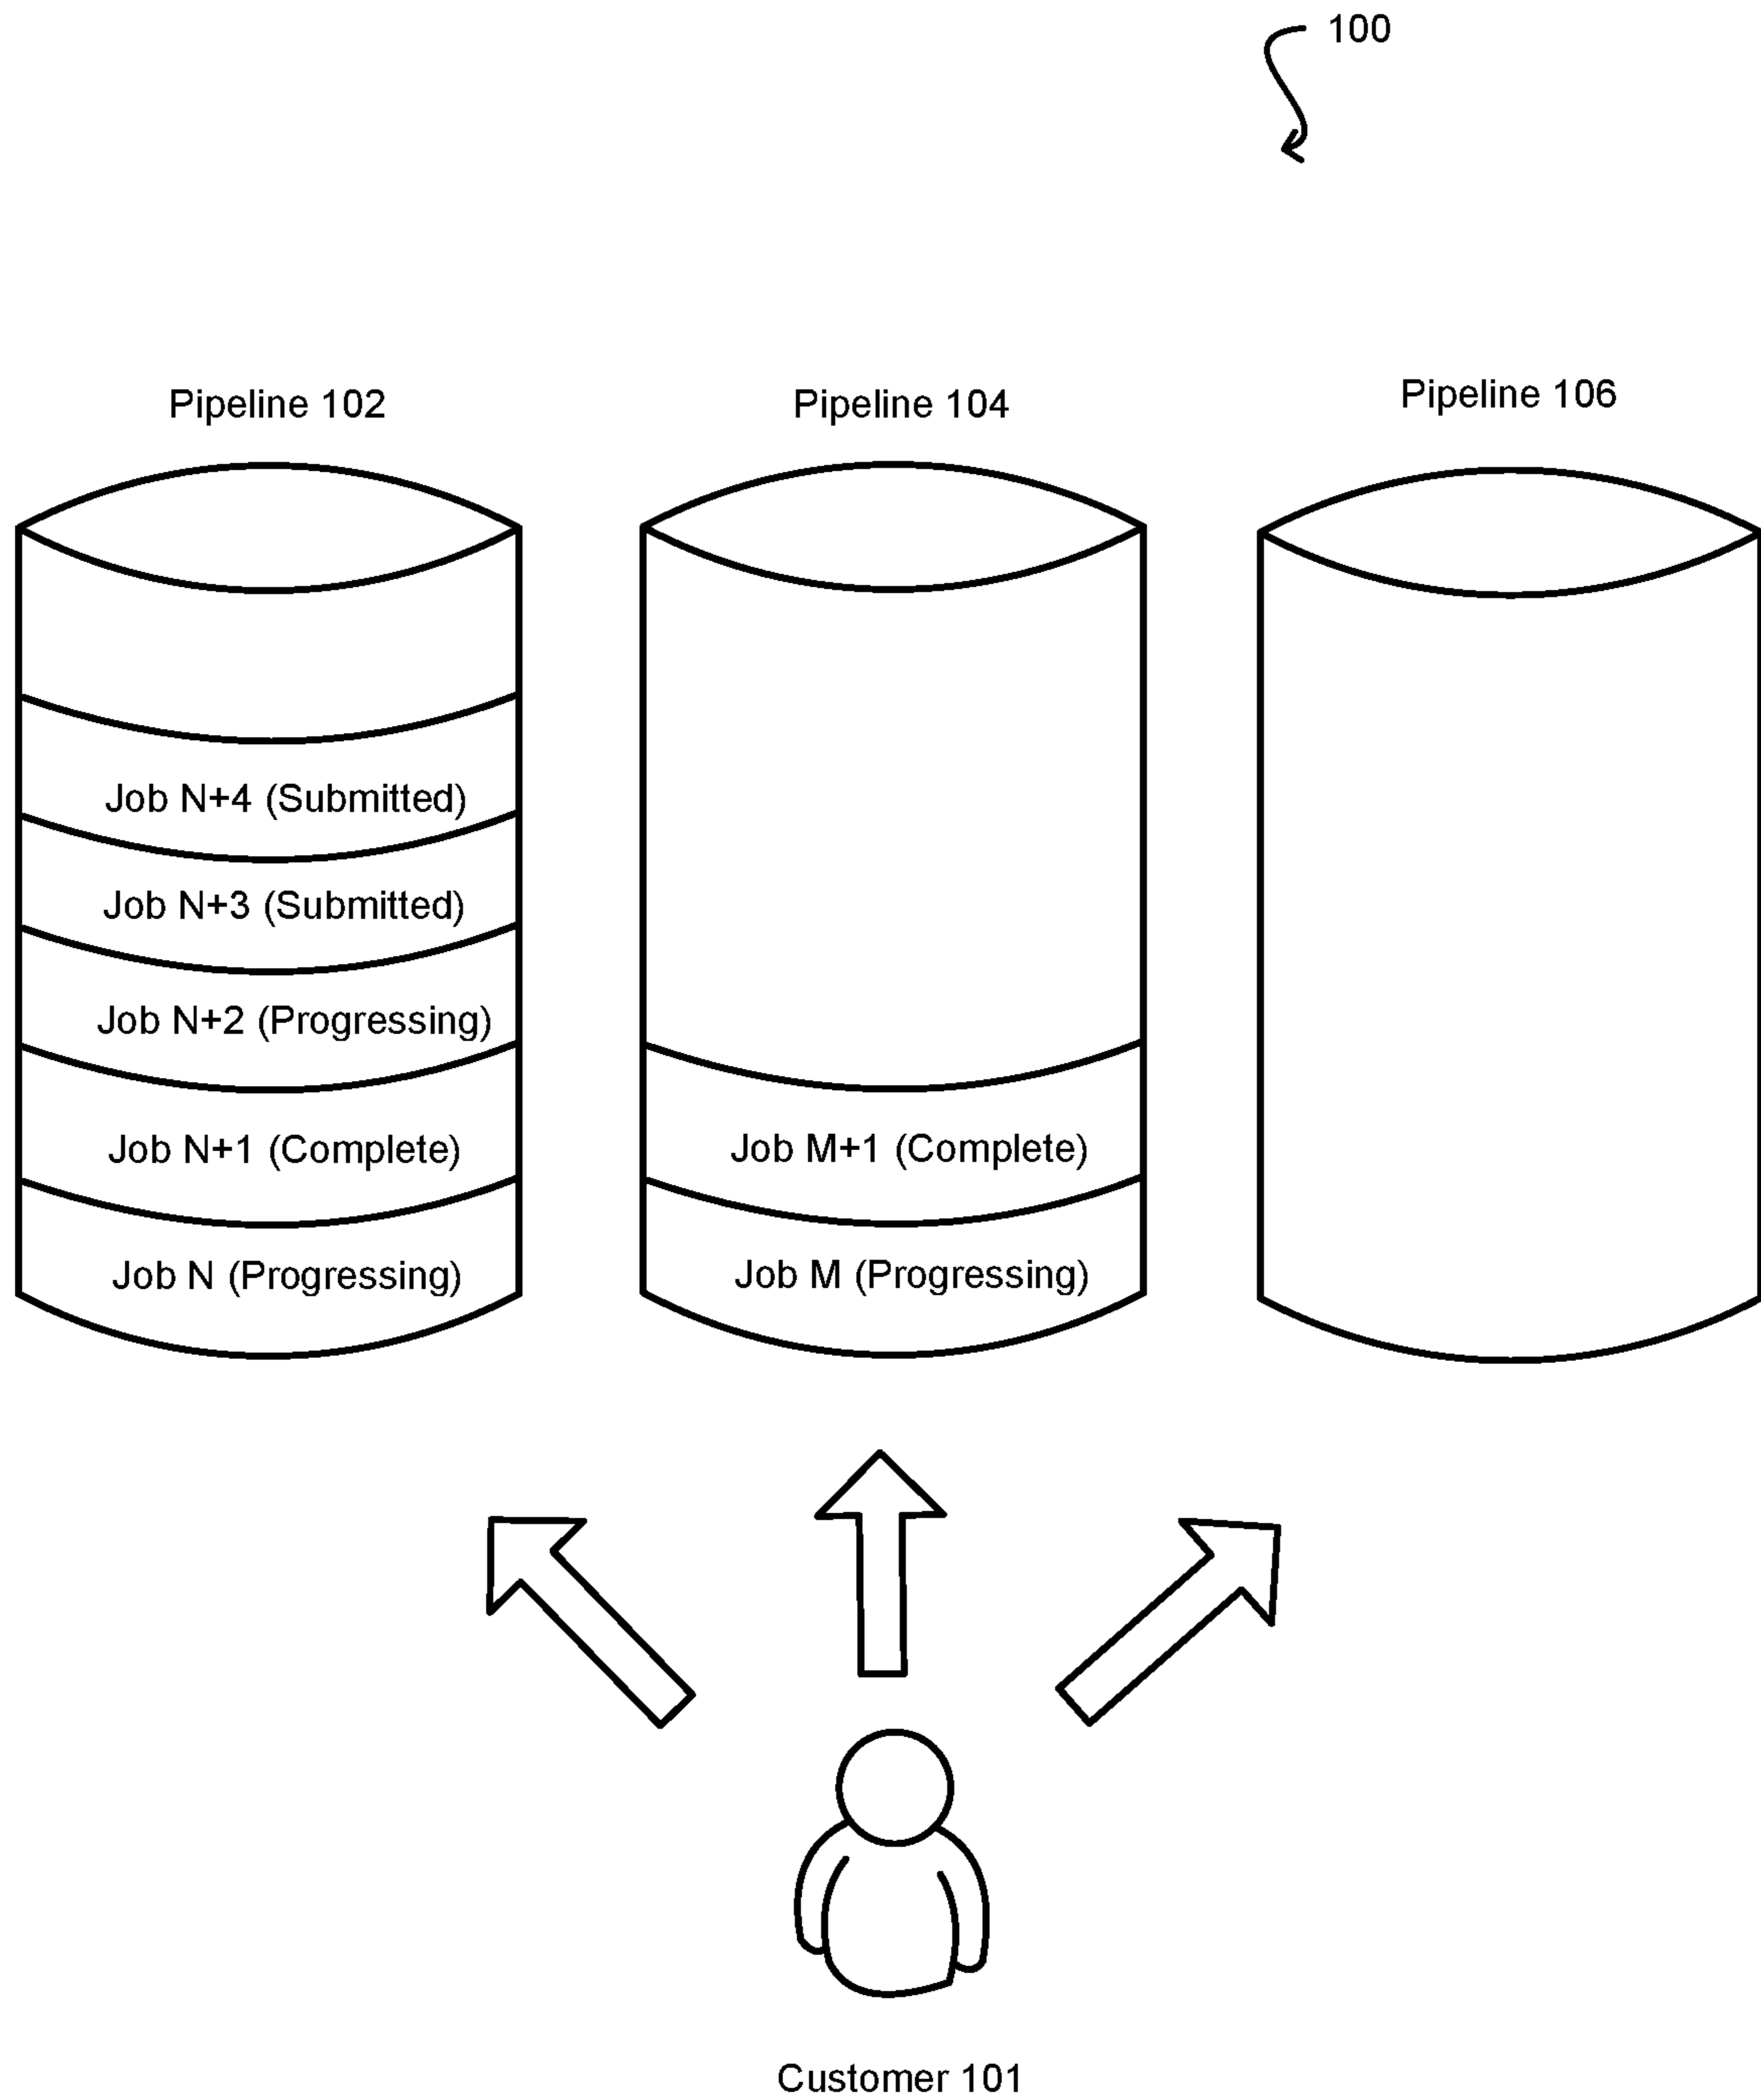 100
Pipeline 102
Pipeline 104
Pipeline 106
Job N+4 (Submitted)
Job N+3 (Submitted)
Job N+2 (Progressing)
Job N+1 (Complete)
Job N (Progressing)
Job M+1 (Complete)
Job M (Progressing)
Customer 101